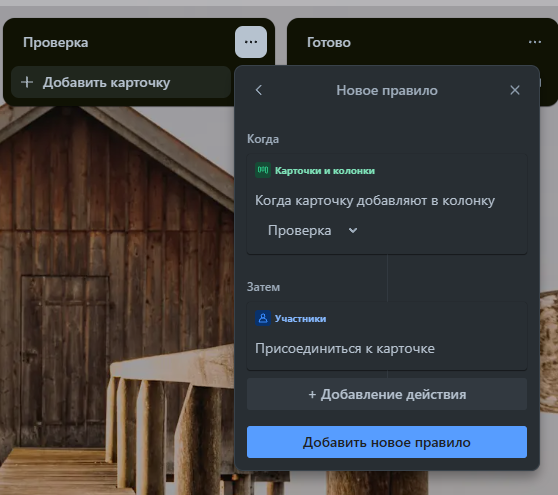 Проверка
...
Готово
...
+ Добавить карточку
Новое правило
Когда
Карточки и колонки
Когда карточку добавляют в колонку
Проверка
Затем
Участники
Присоединиться к карточке
+ Добавление действия
Добавить новое правило